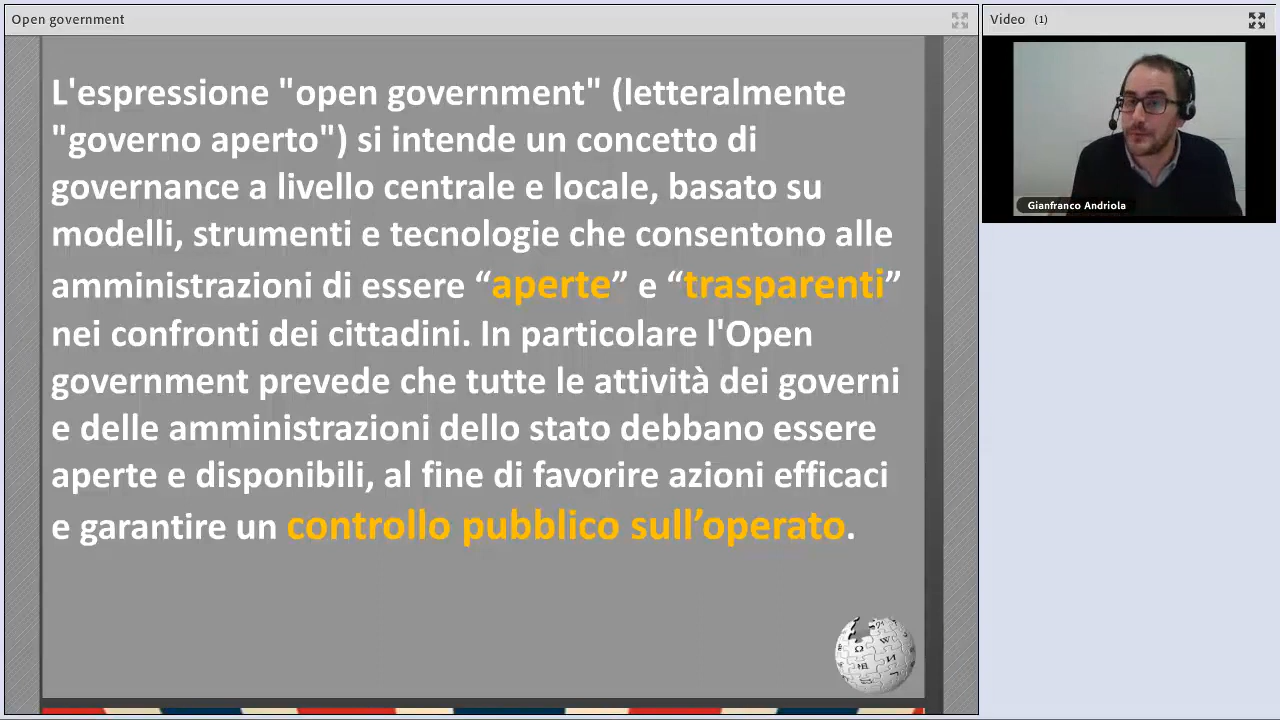 Open government
L'espressione "open government" (letteralmente
"governo aperto") si intende un concetto di
governance a livello centrale e locale, basato su
modelli, strumenti e tecnologie che consentono alle
amministrazioni di essere “aperte” e “trasparenti”
nei confronti dei cittadini. In particolare l'Open
government prevede che tutte le attività dei governi
e delle amministrazioni dello stato debbano essere
aperte e disponibili, al fine di favorire azioni efficaci
e garantire un controllo pubblico sull’operato.
Video (1)
Gianfranco Andriola